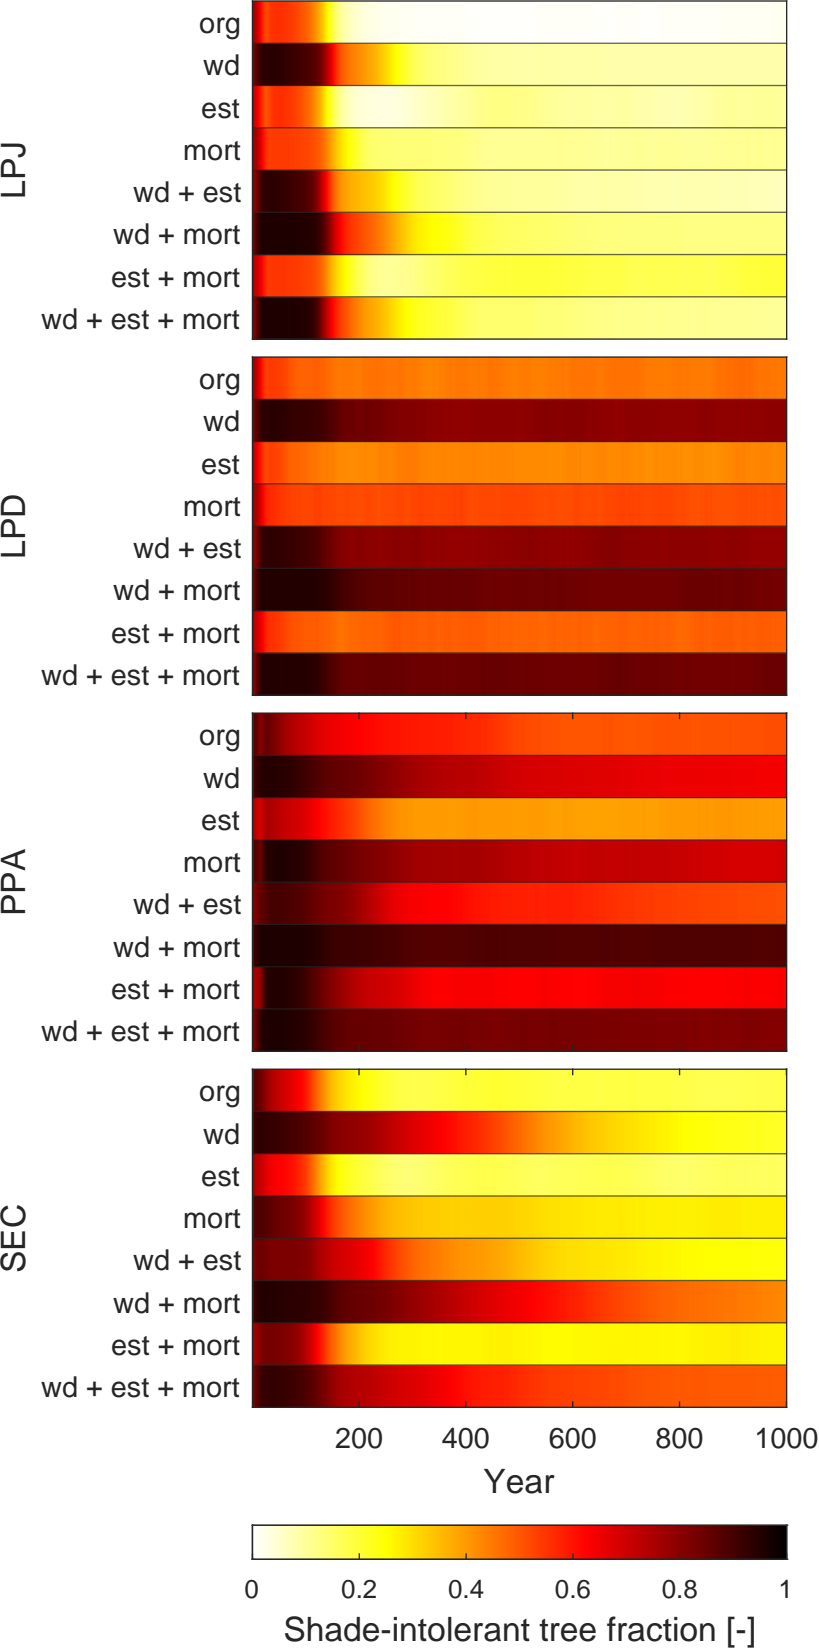 LPJ
org
wd
est
mort
wd + est
wd + mort
est + mort
wd + est + mort
LPD
org
wd
est
mort
wd + est
wd + mort
est + mort
wd + est + mort
PPA
org
wd
est
mort
wd + est
wd + mort
est + mort
wd + est + mort
SEC
org
wd
est
mort
wd + est
wd + mort
est + mort
wd + est + mort
200 400 600 800 1000
Year
0 0.2 0.4 0.6 0.8 1
Shade-intolerant tree fraction [-]